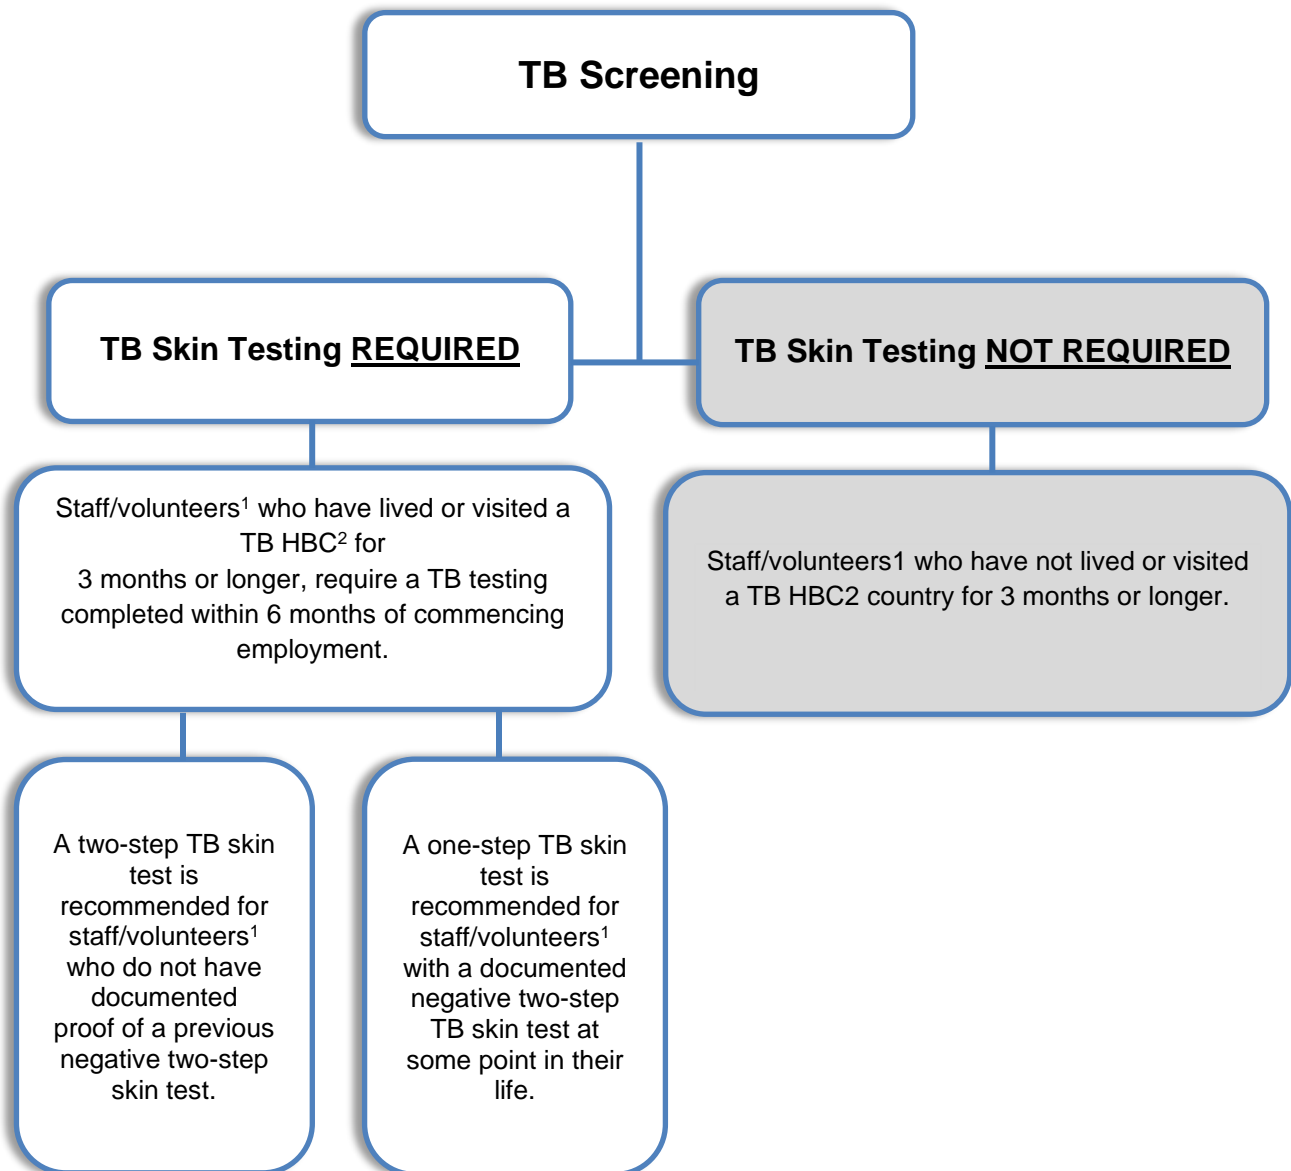 TB Screening
TB Skin Testing REQUIRED
TB Skin Testing NOT REQUIRED
Staff/volunteers¹ who have lived or visited a
TB HBC² for
3 months or longer, require a TB testing
completed within 6 months of commencing
employment.
Staff/volunteers1 who have not lived or visited
a TB HBC2 country for 3 months or longer.
A two-step TB skin
test is
recommended for
staff/volunteers¹
who do not have
documented
proof of a previous
negative two-step
skin test.
A one-step TB skin
test is
recommended for
staff/volunteers¹
with a documented
negative two-step
TB skin test at
some point in their
life.